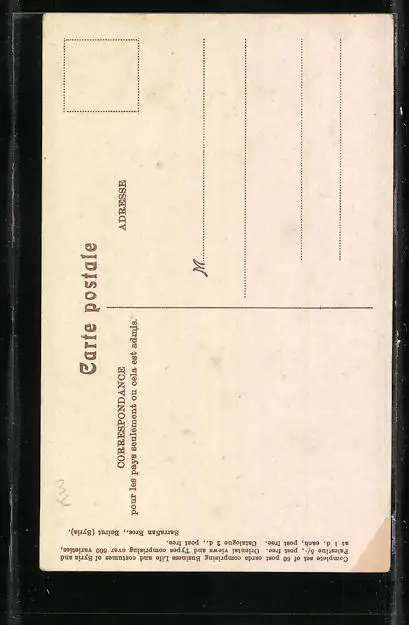 Carte postale
CORRESPONDANCE
pour les pays seulement ou cela est admis.
ADRESSE
M
Complete set of 60 post cards comprising Business Life and costumes of Syria and
Palestine 5/-, post free. Oriental views and Types comprising over 800 varieties,
at 1 d. each, post free. Catalogue 2 d., post free.
Sarrafian Bros., Beirut (Syria).